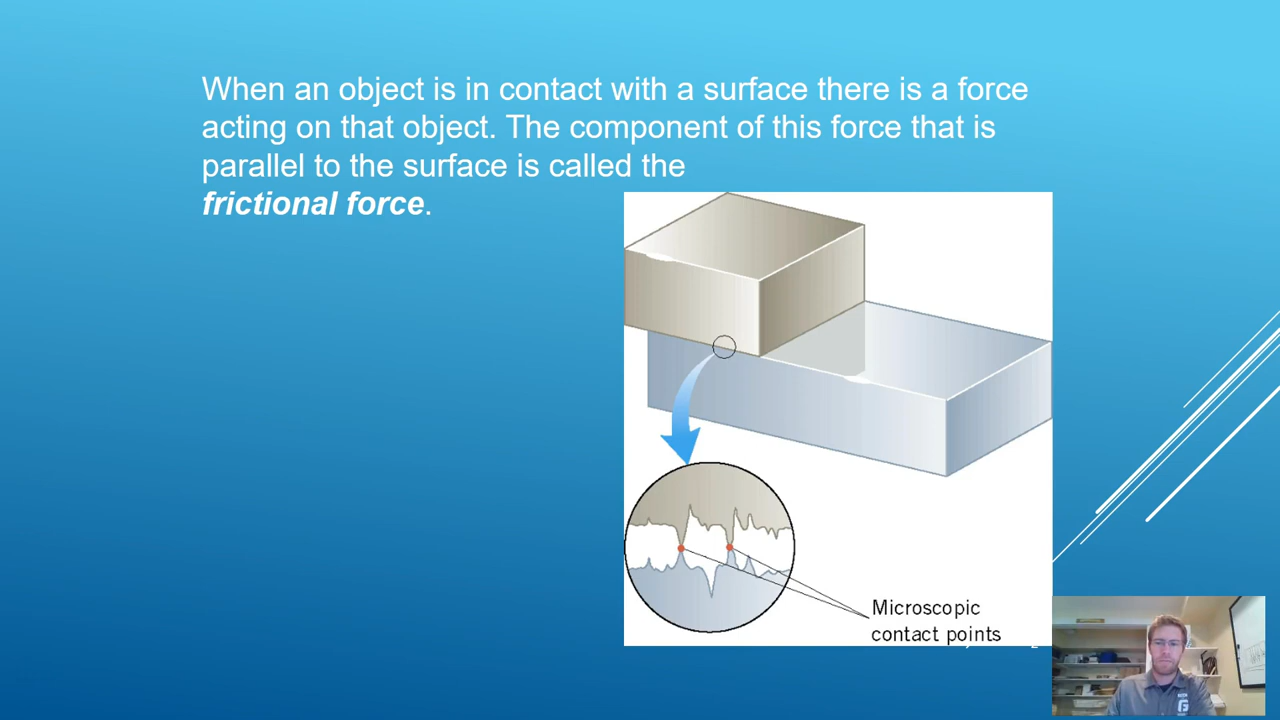 When an object is in contact with a surface there is a force
acting on that object. The component of this force that is
parallel to the surface is called the
frictional force.
Microscopic
contact points